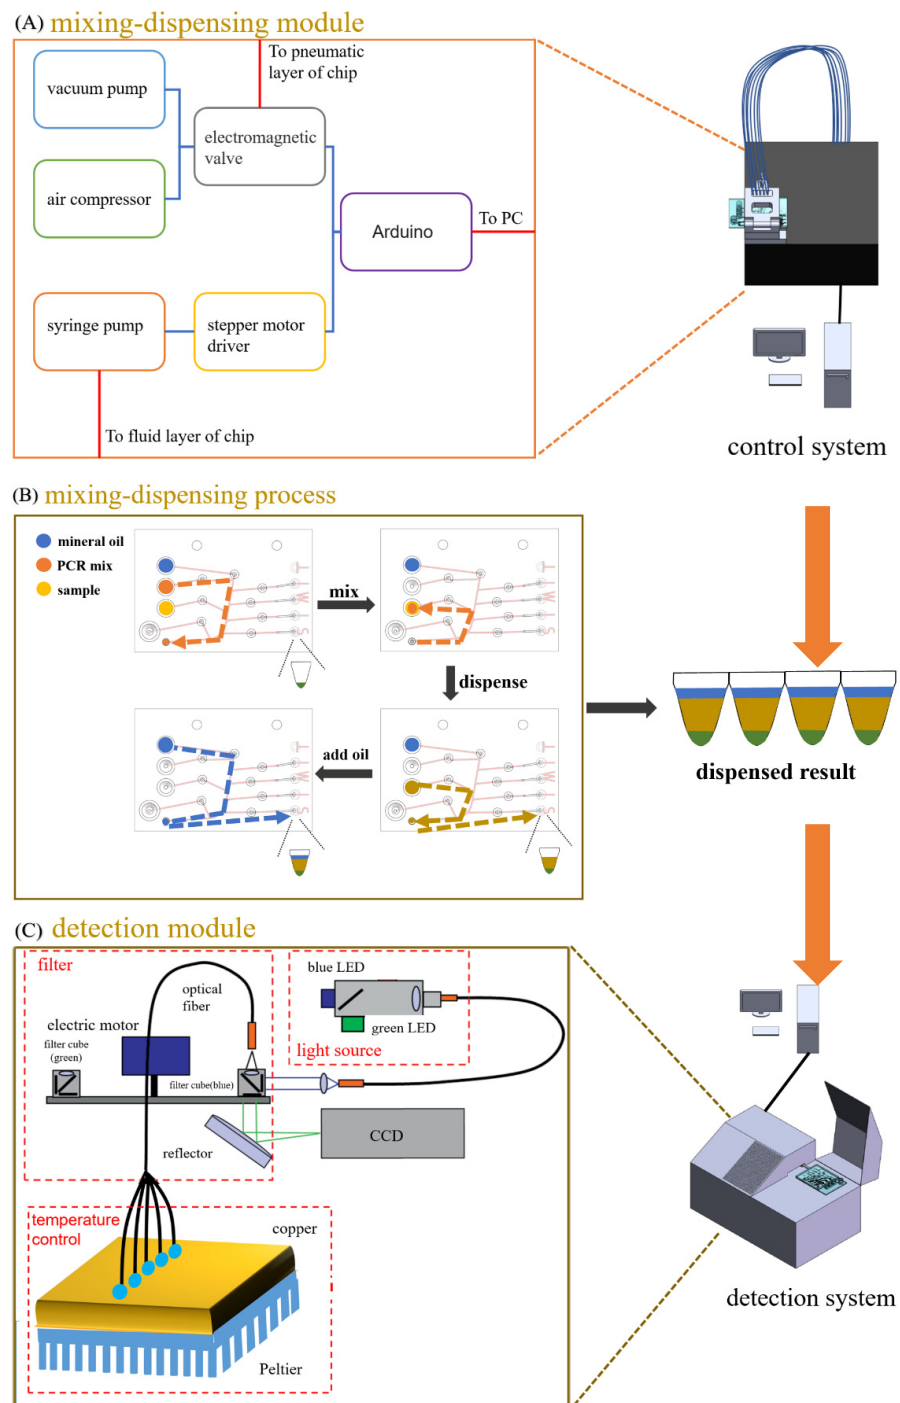 (A) mixing-dispensing module
To pneumatic
layer of chip
vacuum pump
electromagnetic
valve
air compressor
To PC
Arduino
syringe pump
stepper motor
driver
To fluid layer of chip
control system
(B) mixing-dispensing process
mineral oil
PCR mix
sample
mix
dispense
add oil
dispensed result
(C) detection module
filter
optical
fiber
blue LED
green LED
light source
electric motor
filter cube
(green)
filter cube(blue)
reflector
CCD
temperature
control
copper
Peltier
detection system